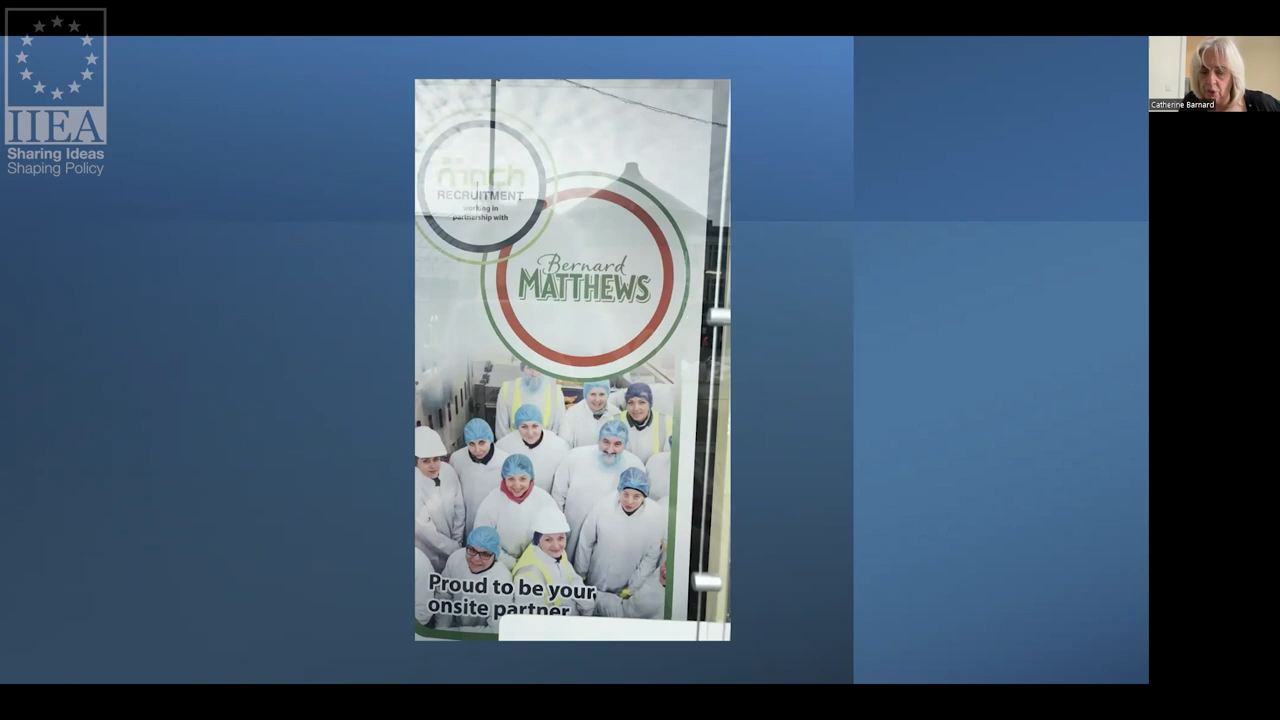 IIEA
Sharing Ideas
Shaping Policy
Catherine Barnard
RECRUITMENT
working in
partnership with
Bernard
MATTHEWS
Proud to be your
onsite partner